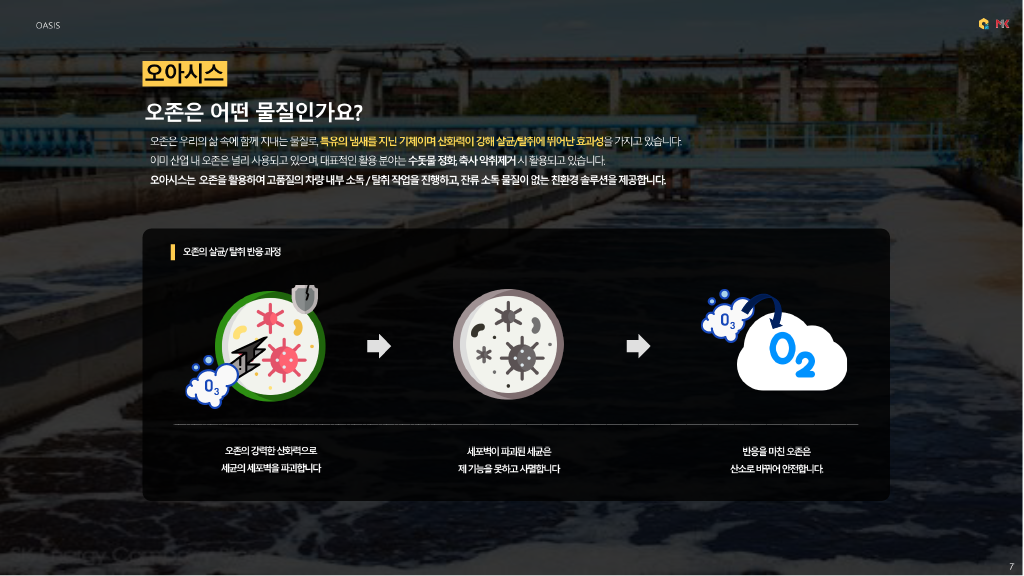 OASIS
오아시스
오존은 어떤 물질인가요?
오존은 우리의 삶 속에 함께 지내는 물질로, 특유의 냄새를 지닌 기체이며 산화력이 강해 살균/탈취에 뛰어난 효과성을 가지고 있습니다.
이미 산업 내 오존은 널리 사용되고 있으며, 대표적인 활용 분야는 수돗물 정화, 축사 악취제거 시 활용되고 있습니다.
오아시스는 오존을 활용하여 고품질의 차량 내부 소독 / 탈취 작업을 진행하고, 잔류 소독 물질이 없는 친환경 솔루션을 제공합니다.
오존의 살균/ 탈취 반응 과정
O3
O3
O2
오존의 강력한 산화력으로
세균의 세포벽을 파괴합니다
세포벽이 파괴된 세균은
제 기능을 못하고 사멸합니다
반응을 마친 오존은
산소로 바뀌어 안전합니다.
7